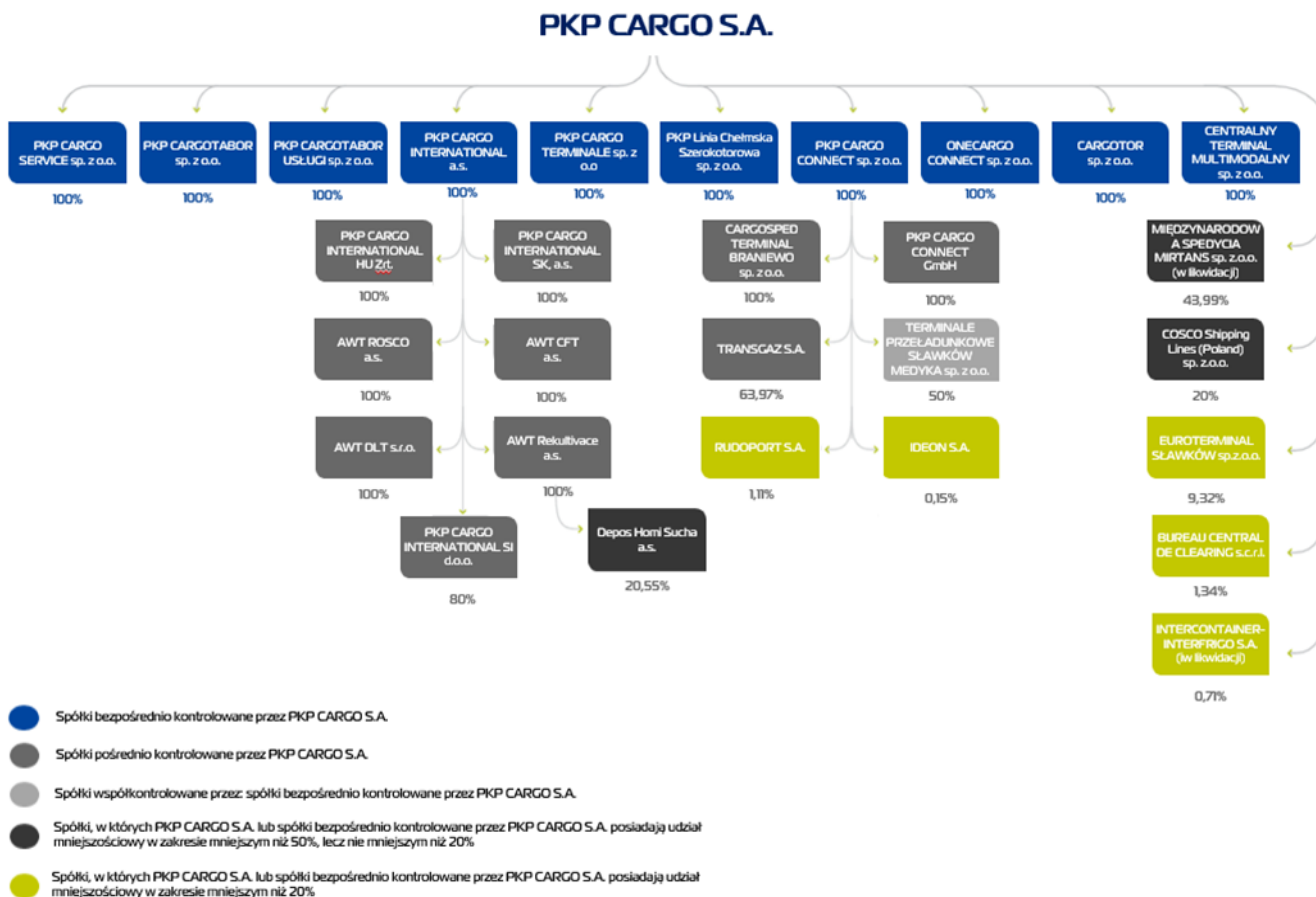 PKP CARGO S.A.
PKP CARGO
SERVICE sp. z o.o.
100%
PKP CARGOTABOR
sp. z o.o.
100%
PKP CARGOTABOR
USŁUGI sp. z o.o.
100%
PKP CARGO
INTERNATIONAL
a.s.
100%
PKP CARGO
TERMINALE sp. z
o.o
100%
PKP Linia Chełmska
Szerokotorowa
sp. z o.o.
100%
PKP CARGO
CONNECT sp. z o.o.
100%
ONECARGO
CONNECT sp. z o.o.
100%
CARGOTOR
sp. z o.o.
100%
CENTRALNY
TERMINAL
MULTIMODALNY
sp. z o.o.
100%
PKP CARGO
INTERNATIONAL
HU Zrt.
100%
PKP CARGO
INTERNATIONAL
SK, a.s.
100%
CARGOSPED
TERMINAL
BRANIEWO
sp. z o.o.
100%
PKP CARGO
CONNECT
GmbH
100%
MIĘDZYNARODOW
A SPEDYCIA
MIRTANS sp. z.o.o.
(w likwidacji)
43,99%
AWT ROSCO
a.s.
100%
AWT CFT
a.s.
100%
TRANSGAZ S.A.
63,97%
TERMINALE
PRZEŁADUNKOWE
SŁAWKÓW
MEDYKA sp. z o.o.
50%
COSCO Shipping
Lines (Poland)
sp. z.o.o.
20%
AWT DLT s.r.o.
100%
AWT Rekultivace
a.s.
100%
RUDOPORT S.A.
1,11%
IDEON S.A.
0,15%
EUROTERMINAL
SŁAWKÓW sp.z.o.o.
9,32%
PKP CARGO
INTERNATIONAL SI
d.o.o.
80%
Depos Horni Sucha
a.s.
20,55%
BUREAU CENTRAL
DE CLEARING s.c.r.l.
1,34%
INTERCONTAINER-
INTERFRIGO S.A.
(iw likwidacji)
0,71%
Spółki bezpośrednio kontrolowane przez PKP CARGO S.A.
Spółki pośrednio kontrolowane przez PKP CARGO S.A.
Spółki współkontrolowane przez: spółki bezpośrednio kontrolowane przez PKP CARGO S.A.
Spółki, w których PKP CARGO S.A. lub spółki bezpośrednio kontrolowane przez PKP CARGO S.A. posiadają udział
mniejszościowy w zakresie mniejszym niż 50%, lecz nie mniejszym niż 20%
Spółki, w których PKP CARGO S.A. lub spółki bezpośrednio kontrolowane przez PKP CARGO S.A. posiadają udział
mniejszościowy w zakresie mniejszym niż 20%